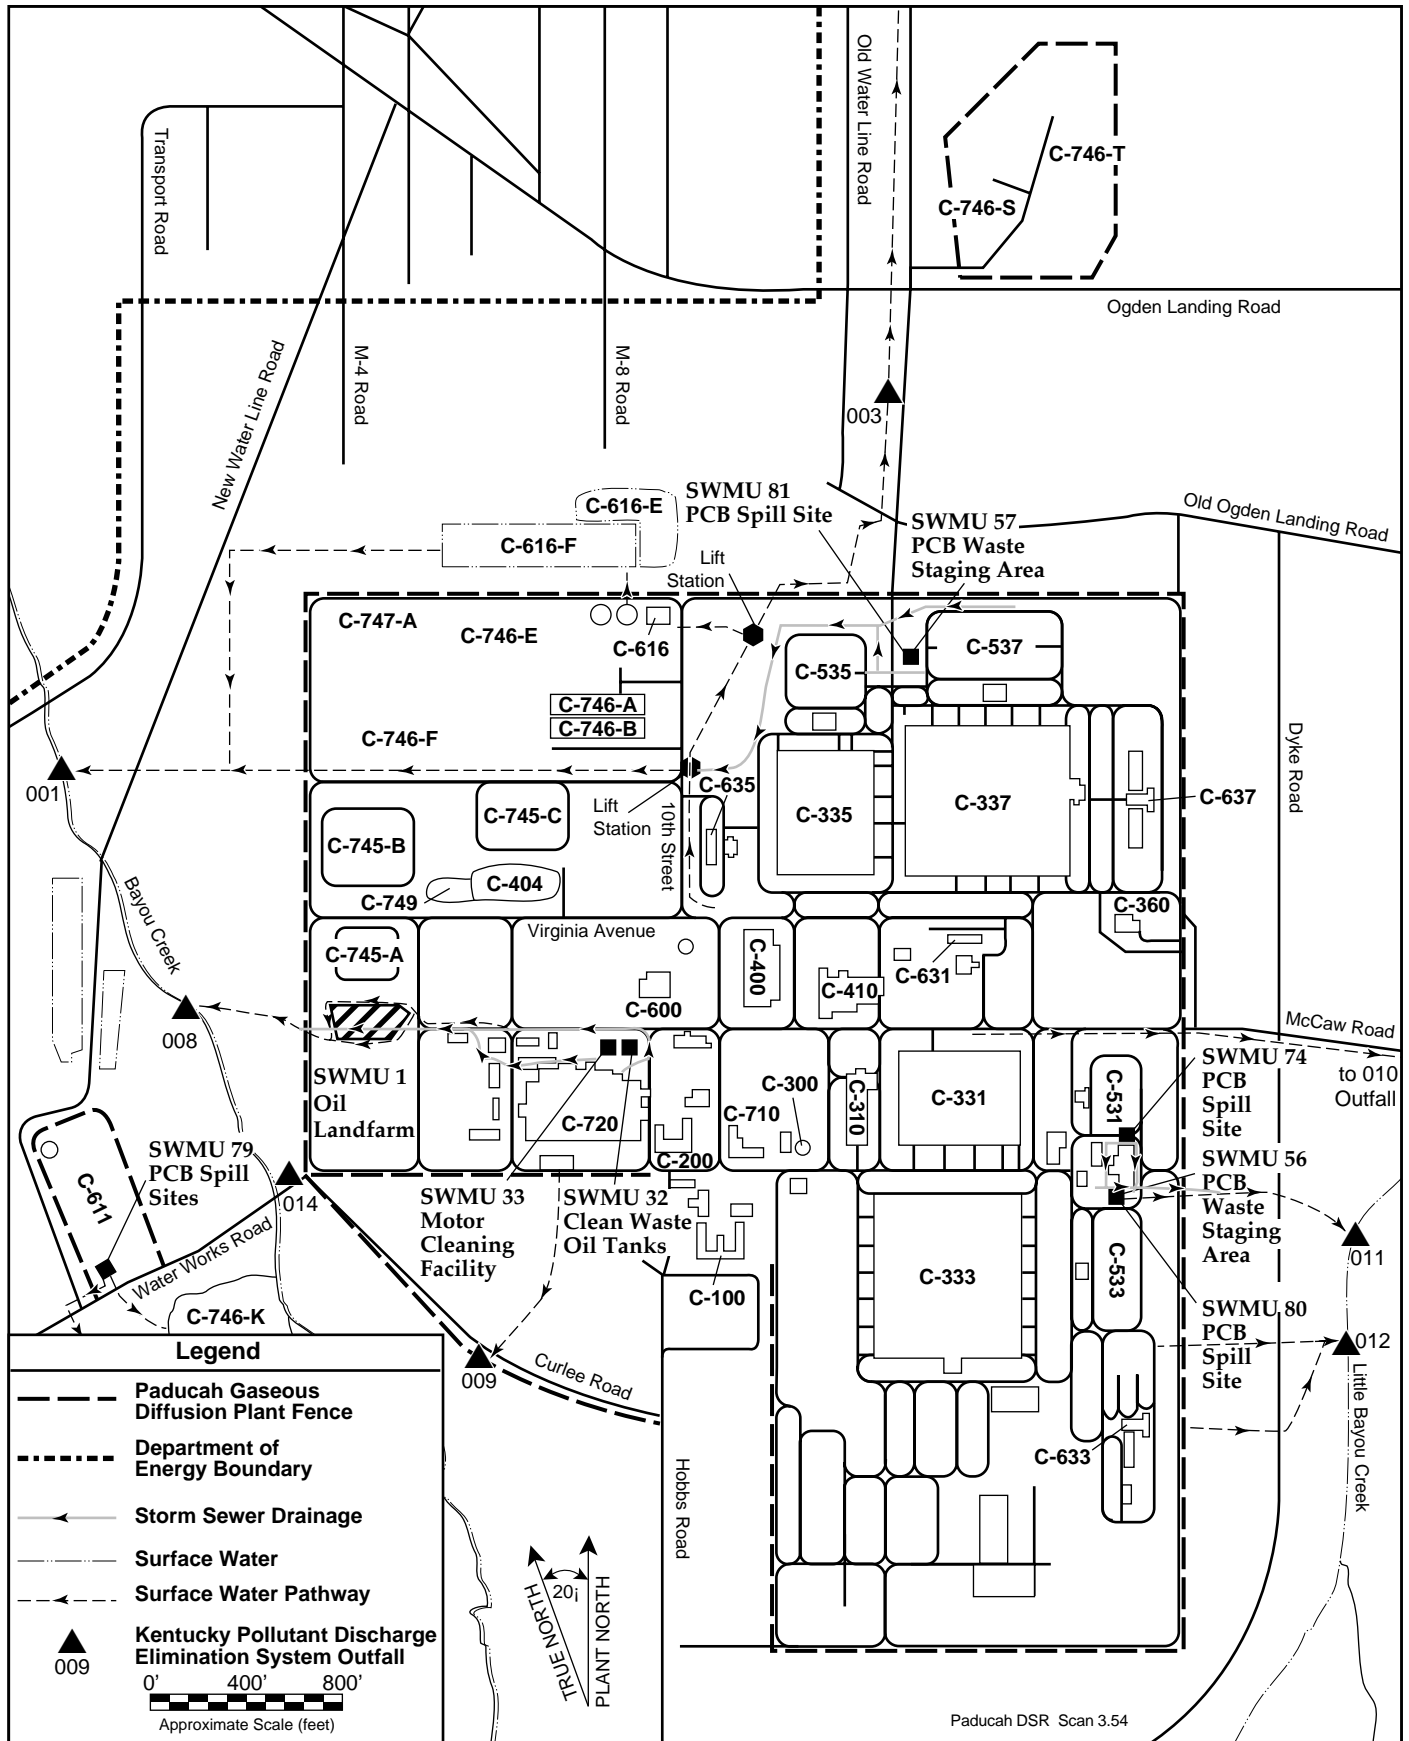 Transport Road
Old Water Line Road
C-746-T
C-746-S
Ogden Landing Road
New Water Line Road
M-4 Road
M-8 Road
003
SWMU 81
PCB Spill Site
C-616-E
C-616-F
SWMU 57
PCB Waste
Staging Area
Old Ogden Landing Road
Lift
Station
C-747-A
C-746-E
C-616
C-535
C-537
C-746-A
C-746-B
C-746-F
Dyke Road
001
C-635
Lift
Station
10th Street
C-335
C-337
C-637
C-745-B
C-745-C
C-404
C-749
Bayou Creek
C-360
Virginia Avenue
C-745-A
C-400
C-631
C-410
C-600
008
McCaw Road
to 010
Outfall
SWMU 1
Oil
Landfarm
C-720
C-710
C-300
C-310
C-331
C-531
SWMU 74
PCB
Spill
Site
C-200
SWMU 79
PCB Spill
Sites
C-611
014
SWMU 33
Motor
Cleaning
Facility
SWMU 32
Clean Waste
Oil Tanks
SWMU 56
PCB
Waste
Staging
Area
011
Water Works Road
C-746-K
C-100
C-333
C-533
SWMU 80
PCB
Spill
Site
012
009
Curlee Road
Little Bayou Creek
C-633
Hobbs Road
Legend
Paducah Gaseous
Diffusion Plant Fence
Department of
Energy Boundary
Storm Sewer Drainage
Surface Water
Surface Water Pathway
009
Kentucky Pollutant Discharge
Elimination System Outfall
0' 400' 800'
Approximate Scale (feet)
20¡
TRUE NORTH
PLANT NORTH
Paducah DSR Scan 3.54